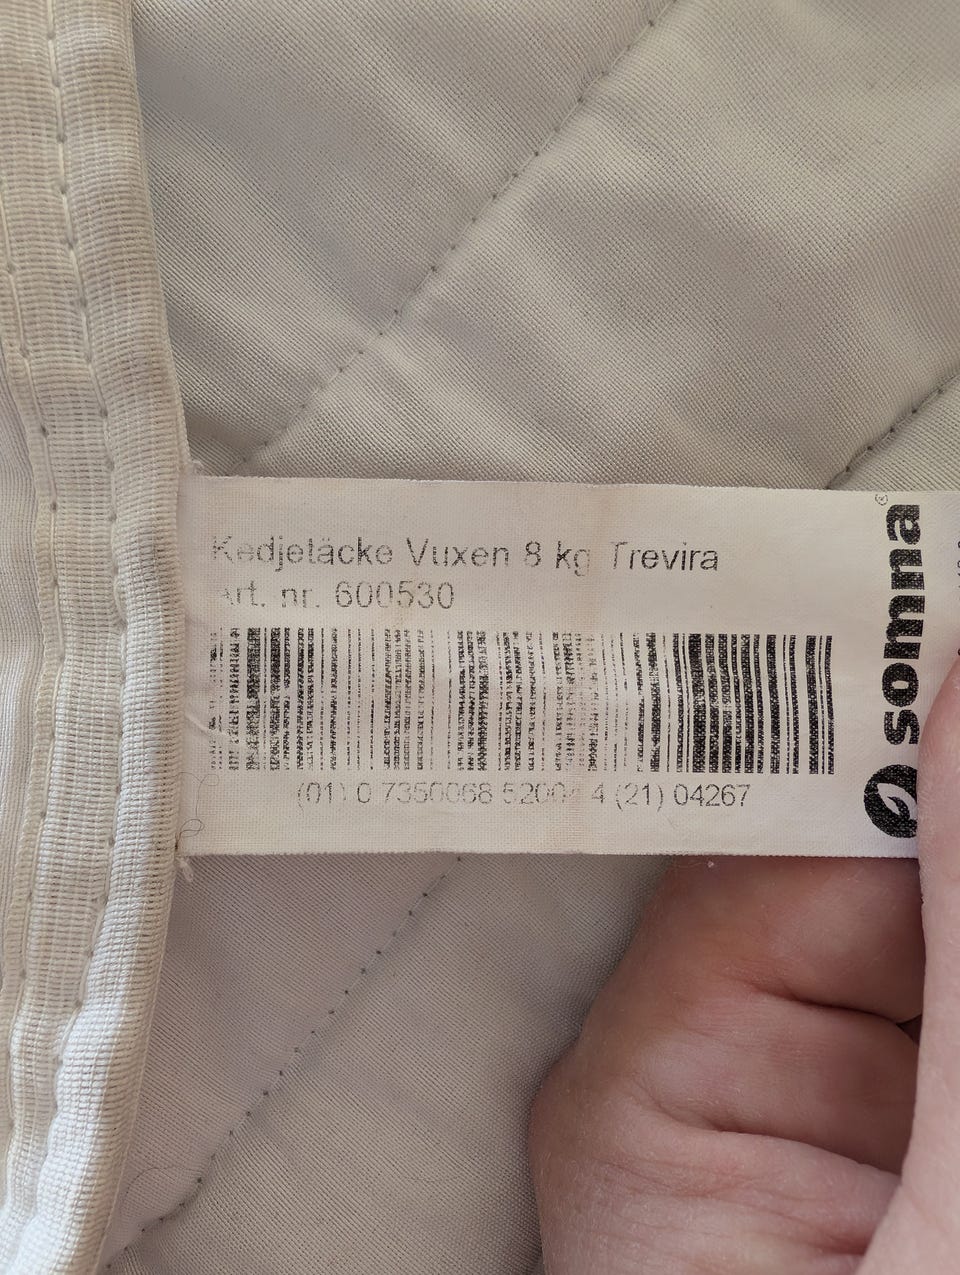 Kedjetäcke Vuxen 8 kg Trevira
Art. nr. 600530
(01) 0 7350068 52004 4 (21) 04267
somna®